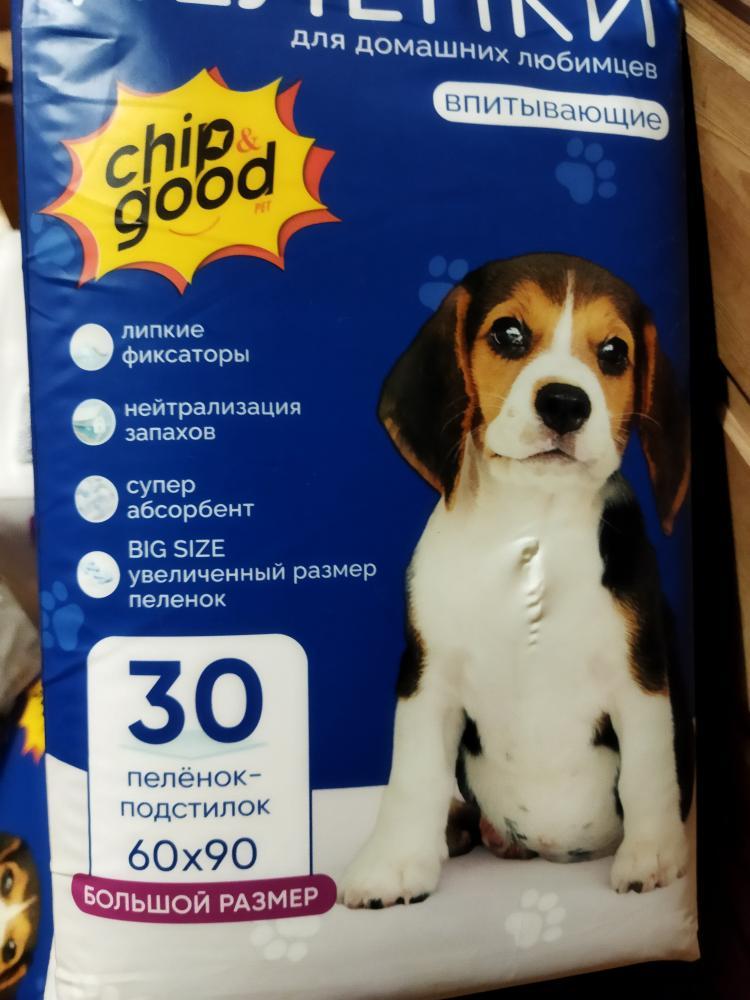 ПЕЛЕНКИ
для домашних любимцев
впитывающие
chip &
good
PET
липкие
фиксаторы
нейтрализация
запахов
супер
абсорбент
BIG SIZE
увеличенный размер
пеленок
30
пелёнок-
подстилок
60x90
БОЛЬШОЙ РАЗМЕР